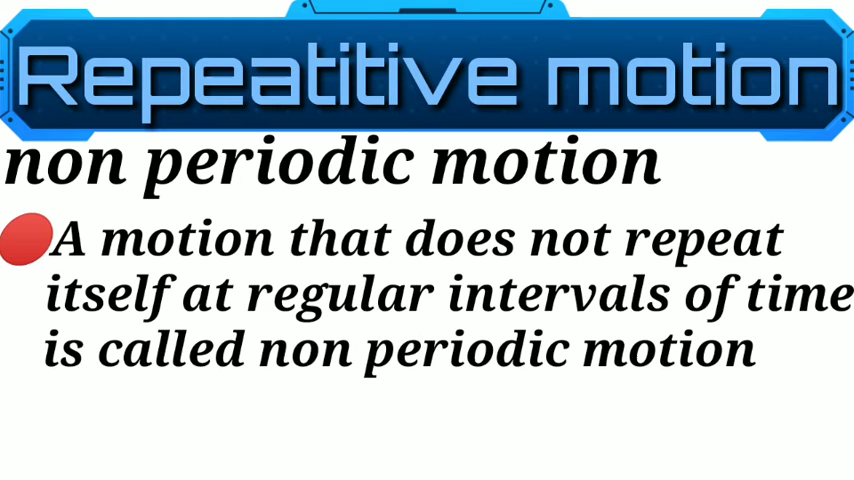 Repeatitive motion
non periodic motion
A motion that does not repeat
itself at regular intervals of time
is called non periodic motion